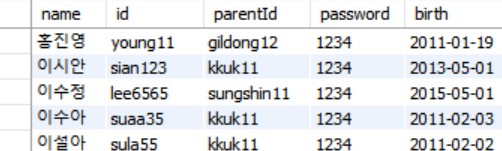 name id parentId password birth
홍진영 young11 gildong12 1234 2011-01-19
이시안 sian123 kkuk11 1234 2013-05-01
이수정 lee6565 sungshin11 1234 2015-05-01
이수아 suaa35 kkuk11 1234 2011-02-03
이설아 sula55 kkuk11 1234 2011-02-02